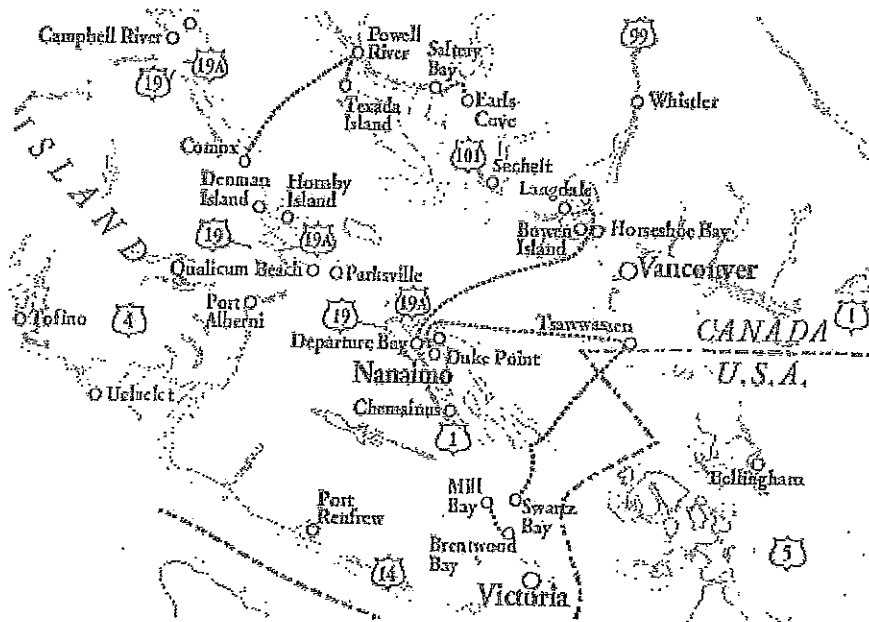 Campbell River
19
19A
Powell
River
Saltery
Bay
99
Texada
Island
Earls
Cove
Whistler
ISLAND
Comox
101
Sechelt
Denman
Island
Hornby
Island
Langdale
Bowen
Island
Horseshoe Bay
19
19A
Qualicum Beach
Parksville
Vancouver
Port
Alberni
Tofino
4
19
19A
Tsawwassen
CANADA
1
Departure Bay
Duke Point
U.S.A.
Nanaimo
Ucluelet
Chemainus
1
Bellingham
Mill
Bay
Swartz
Bay
Port
Renfrew
Brentwood
Bay
5
14
Victoria